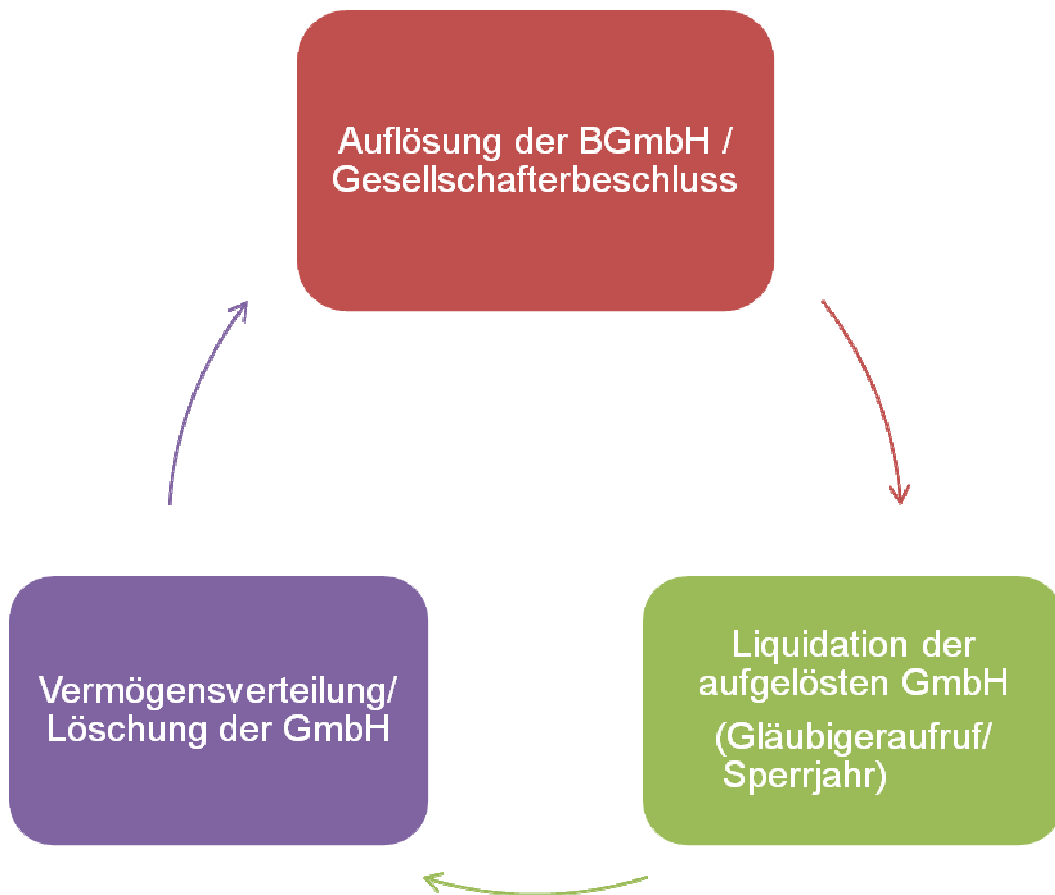 Auflösung der BGmbH /
Gesellschafterbeschluss
Liquidation der
aufgelösten GmbH
(Gläubigeraufruf/
Sperrjahr)
Vermögensverteilung/
Löschung der GmbH